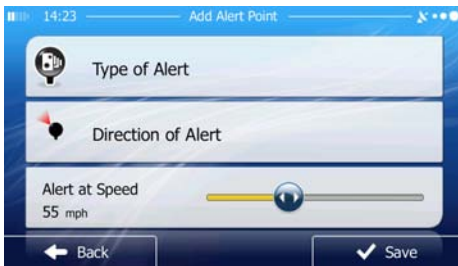 14:23 Add Alert Point
Type of Alert
Direction of Alert
Alert at Speed
55 mph
Back Save